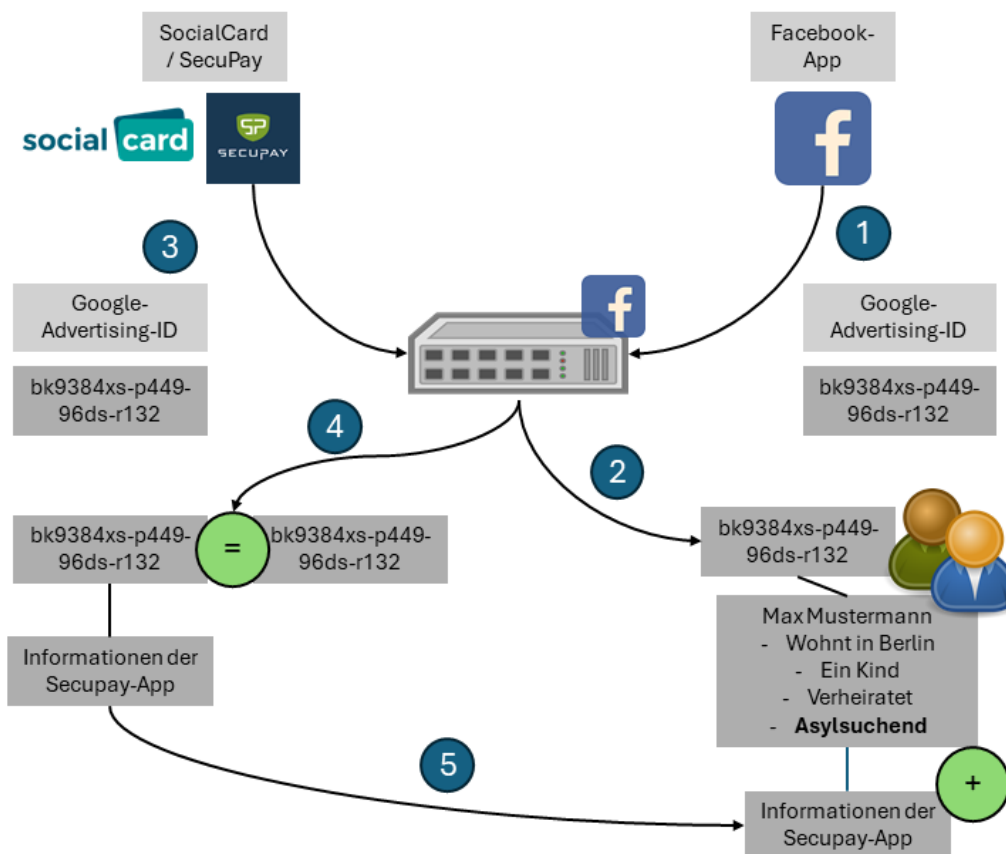 SocialCard
/ SecuPay
Facebook-
App
social card
SP
SECUPAY
f
3
1
Google-
Advertising-ID
f
Google-
Advertising-ID
bk9384xs-p449-
96ds-r132
bk9384xs-p449-
96ds-r132
4
2
bk9384xs-p449-
96ds-r132
=
bk9384xs-p449-
96ds-r132
bk9384xs-p449-
96ds-r132
Informationen der
Secupay-App
Max Mustermann
- Wohnt in Berlin
- Ein Kind
- Verheiratet
- Asylsuchend
5
+
Informationen der
Secupay-App